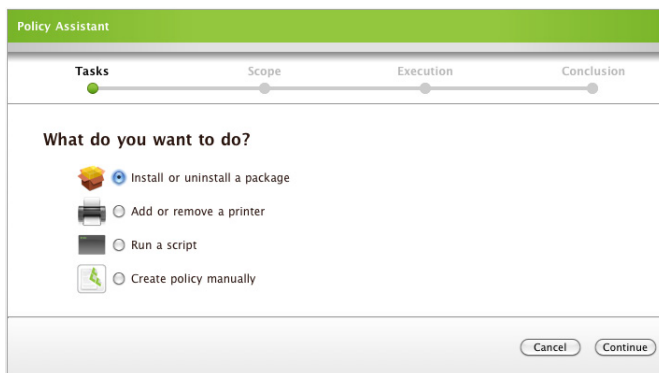 Policy Assistant
Tasks Scope Execution Conclusion
What do you want to do?
Install or uninstall a package
Add or remove a printer
Run a script
Create policy manually
Cancel Continue